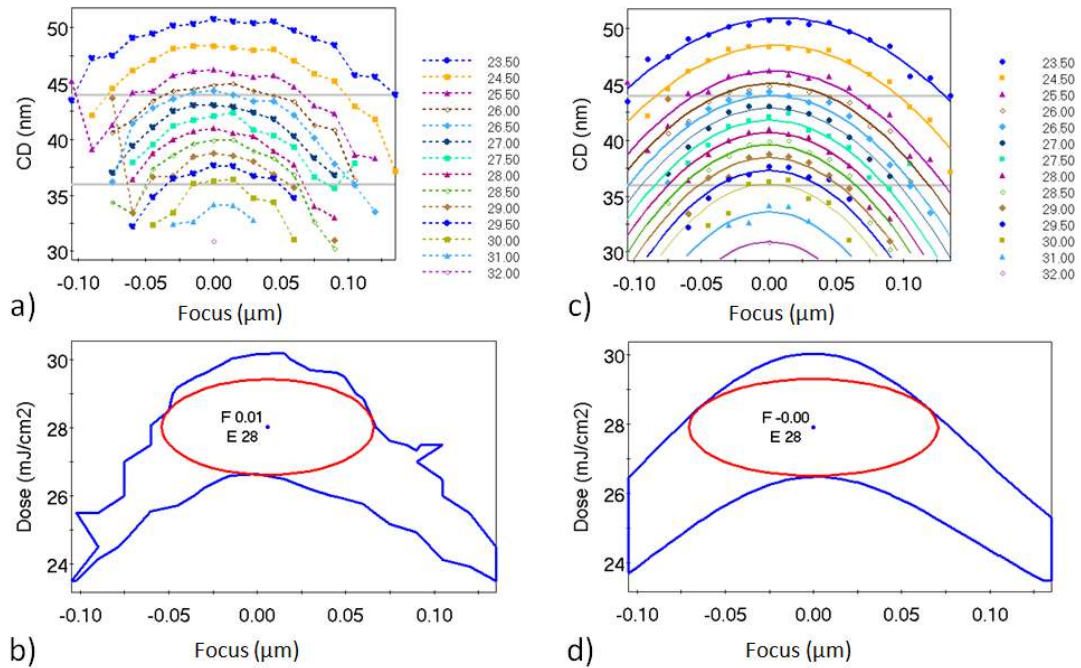 CD (nm)
50
45
40
35
30
-0.10 -0.05 0.00 0.05 0.10
Focus (μm)
a)
23.50
24.50
25.50
26.00
26.50
27.00
27.50
28.00
28.50
29.00
29.50
30.00
31.00
32.00
CD (nm)
50
45
40
35
30
-0.10 -0.05 0.00 0.05 0.10
Focus (μm)
c)
23.50
24.50
25.50
26.00
26.50
27.00
27.50
28.00
28.50
29.00
29.50
30.00
31.00
32.00
Dose (mJ/cm2)
30
28
26
24
F 0.01
E 28
-0.10 -0.05 0.00 0.05 0.10
Focus (μm)
b)
Dose (mJ/cm2)
30
28
26
24
F -0.00
E 28
-0.10 -0.05 0.00 0.05 0.10
Focus (μm)
d)